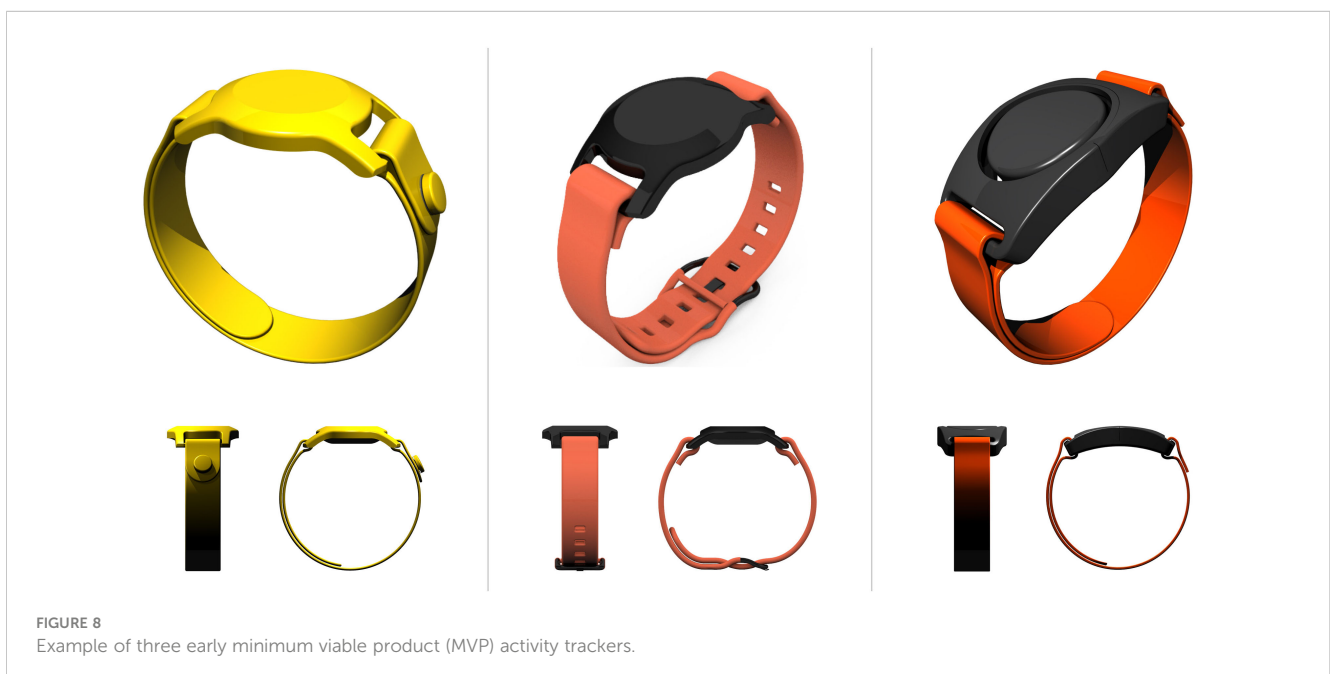 FIGURE 8
Example of three early minimum viable product (MVP) activity trackers.